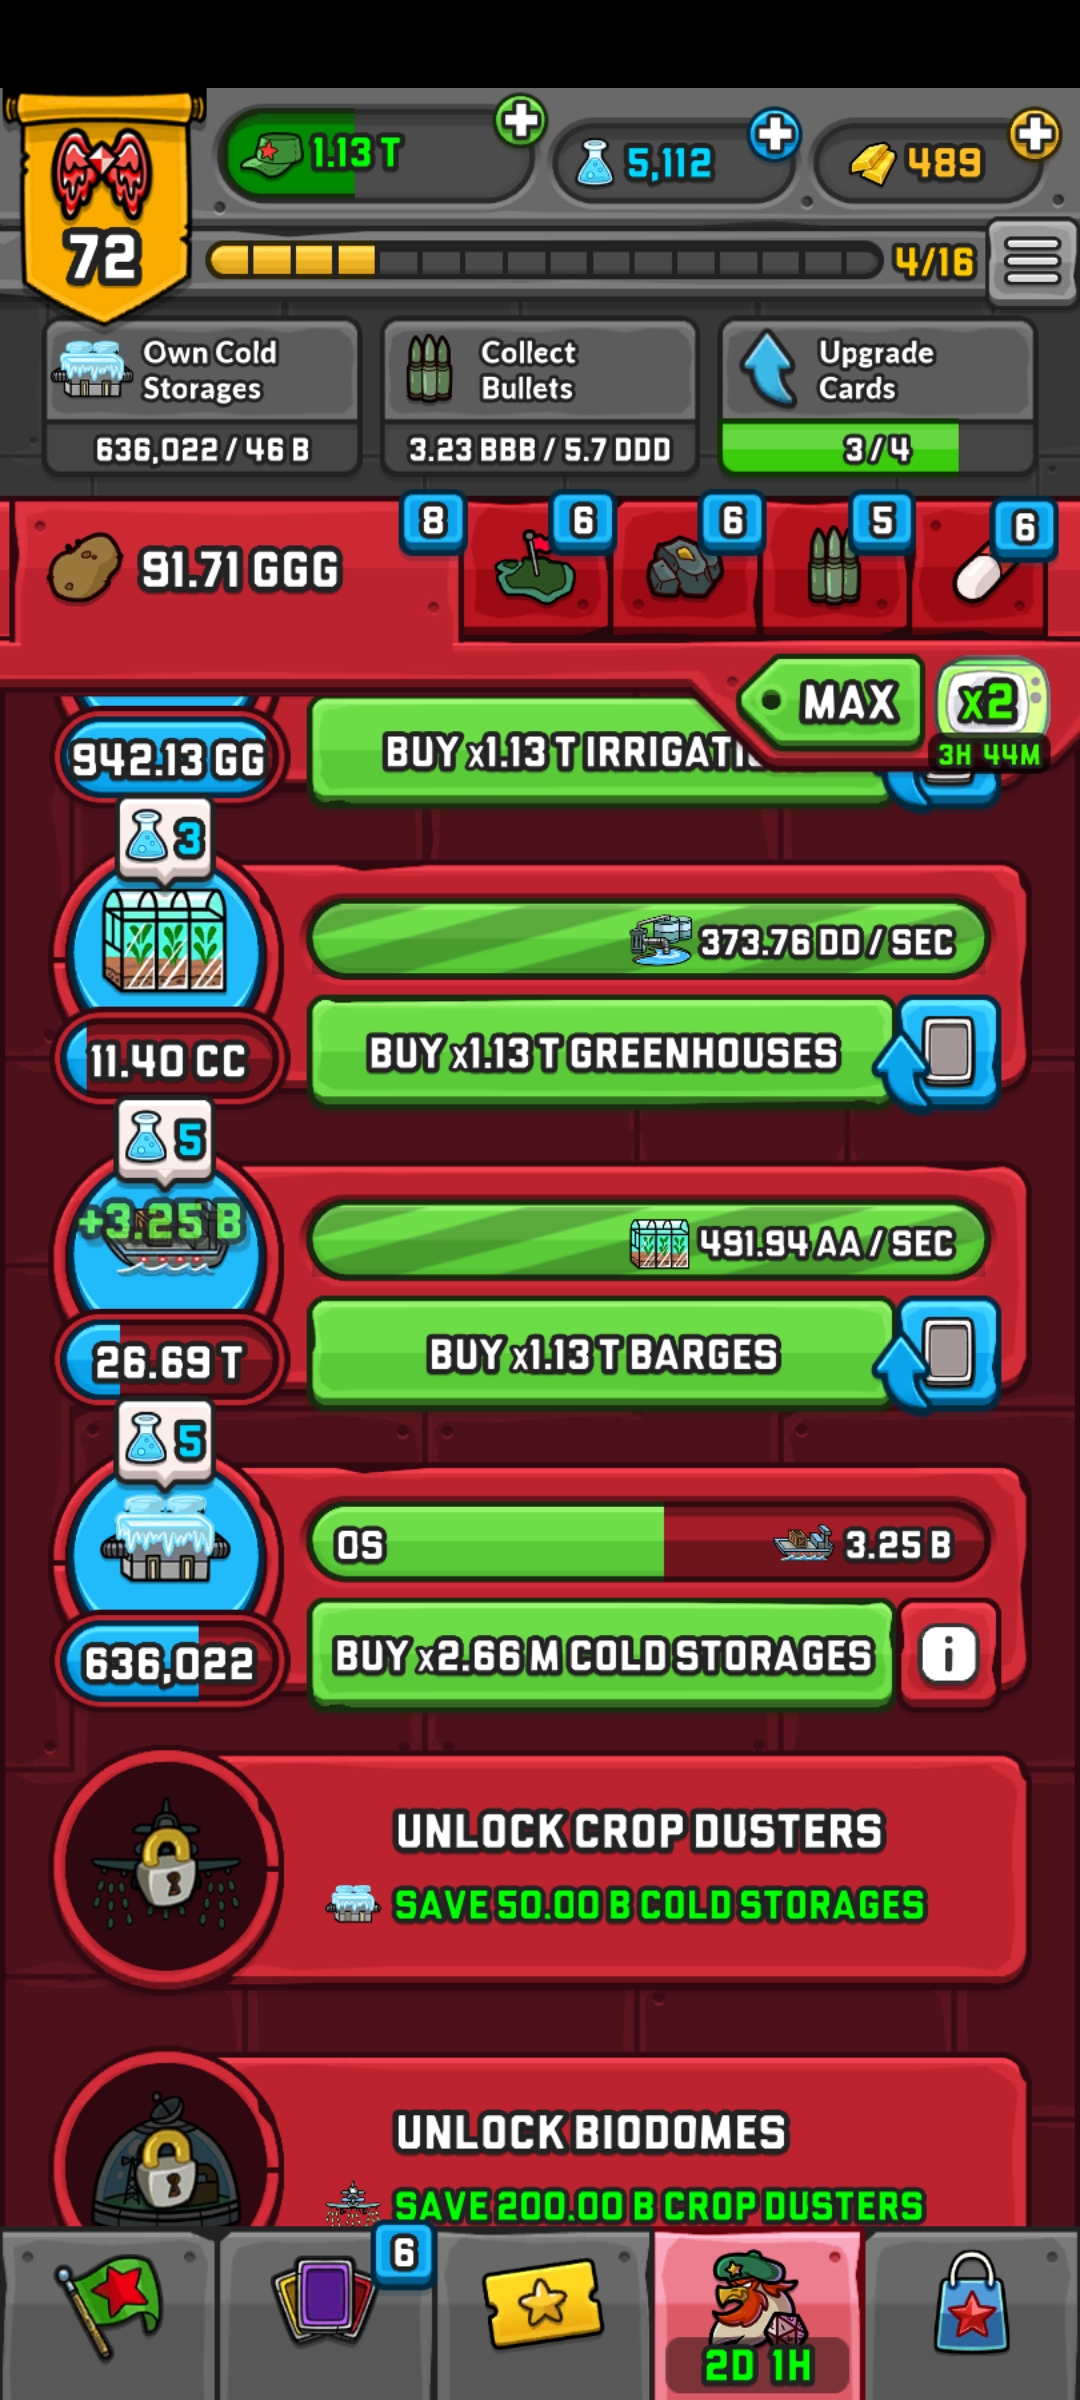 1.13 T
5,112
489
72
4/16
Own Cold
Storages
636,022 / 46 B
Collect
Bullets
3.23 BBB / 5.7 DDD
Upgrade
Cards
3/4
91.71 GGG
8
6
6
5
6
MAX
x2
3H 44M
942.13 GG
BUY x1.13 T
3
373.76 DD / SEC
11.40 CC
BUY x1.13 T GREENHOUSES
5
+3.25 B
491.94 AA / SEC
26.69 T
BUY x1.13 T BARGES
5
0S
3.25 B
636,022
BUY x2.66 M COLD STORAGES
i
UNLOCK CROP DUSTERS
SAVE 50.00 B COLD STORAGES
UNLOCK BIODOMES
SAVE 200.00 B CROP DUSTERS
6
2D 1H